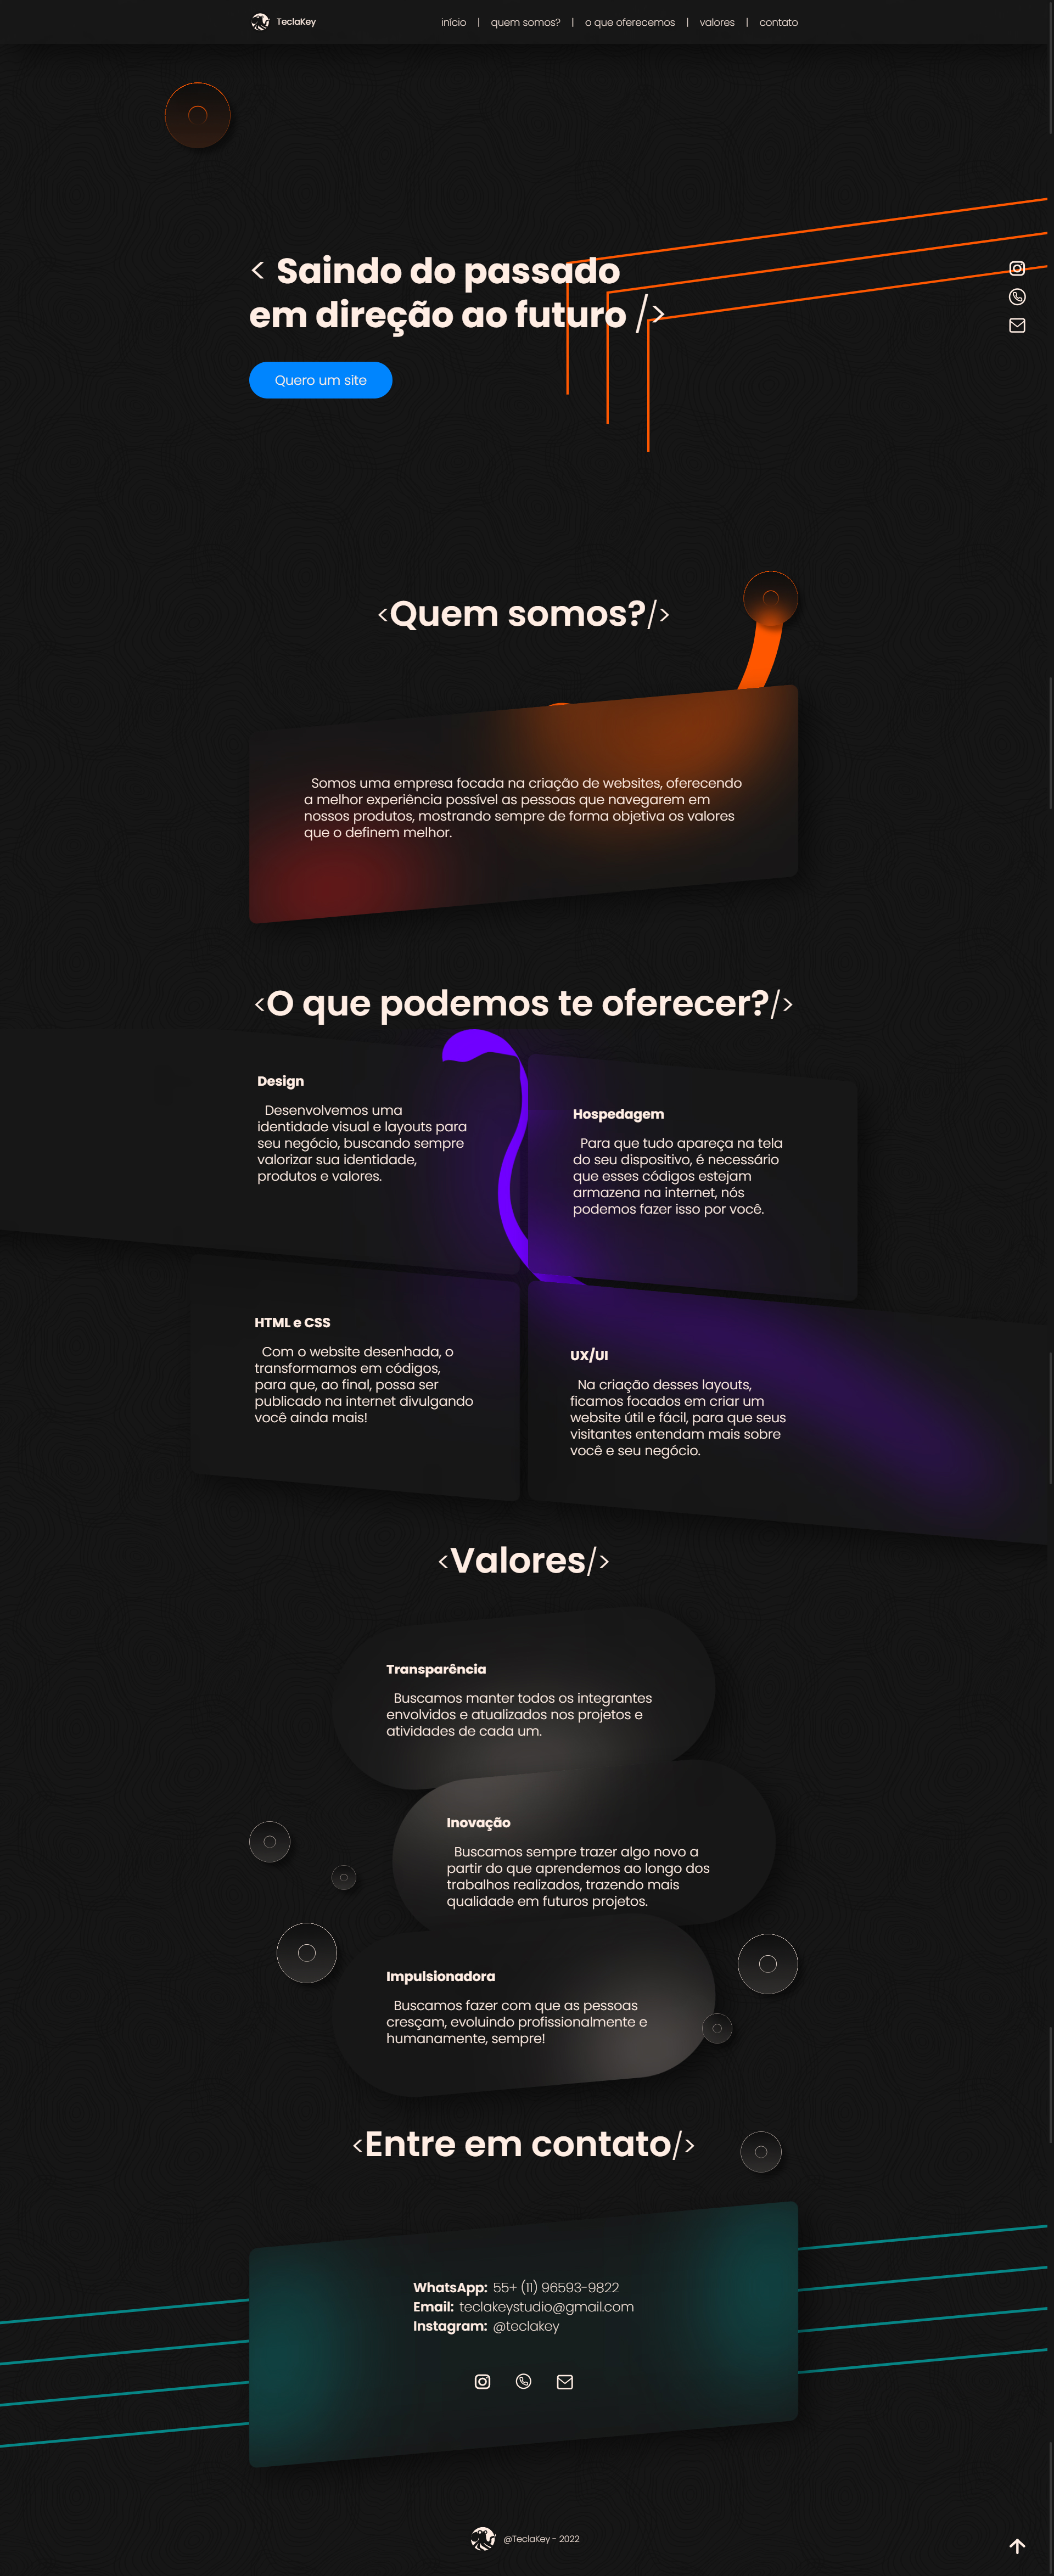 TeclaKey
início | quem somos? | o que oferecemos | valores | contato
< Saindo do passado
em direção ao futuro />
Quero um site
<Quem somos?/>
Somos uma empresa focada na criação de websites, oferecendo
a melhor experiência possível as pessoas que navegarem em
nossos produtos, mostrando sempre de forma objetiva os valores
que o definem melhor.
<O que podemos te oferecer?/>
Design
Desenvolvemos uma
identidade visual e layouts para
seu negócio, buscando sempre
valorizar sua identidade,
produtos e valores.
Hospedagem
Para que tudo apareça na tela
do seu dispositivo, é necessário
que esses códigos estejam
armazena na internet, nós
podemos fazer isso por você.
HTML e CSS
Com o website desenhada, o
transformamos em códigos,
para que, ao final, possa ser
publicado na internet divulgando
você ainda mais!
UX/UI
Na criação desses layouts,
ficamos focados em criar um
website útil e fácil, para que seus
visitantes entendam mais sobre
você e seu negócio.
<Valores/>
Transparência
Buscamos manter todos os integrantes
envolvidos e atualizados nos projetos e
atividades de cada um.
Inovação
Buscamos sempre trazer algo novo a
partir do que aprendemos ao longo dos
trabalhos realizados, trazendo mais
qualidade em futuros projetos.
Impulsionadora
Buscamos fazer com que as pessoas
cresçam, evoluindo profissionalmente e
humanamente, sempre!
<Entre em contato/>
WhatsApp: 55+ (11) 96593-9822
Email: teclakeystudio@gmail.com
Instagram: @teclakey
@TeclaKey - 2022